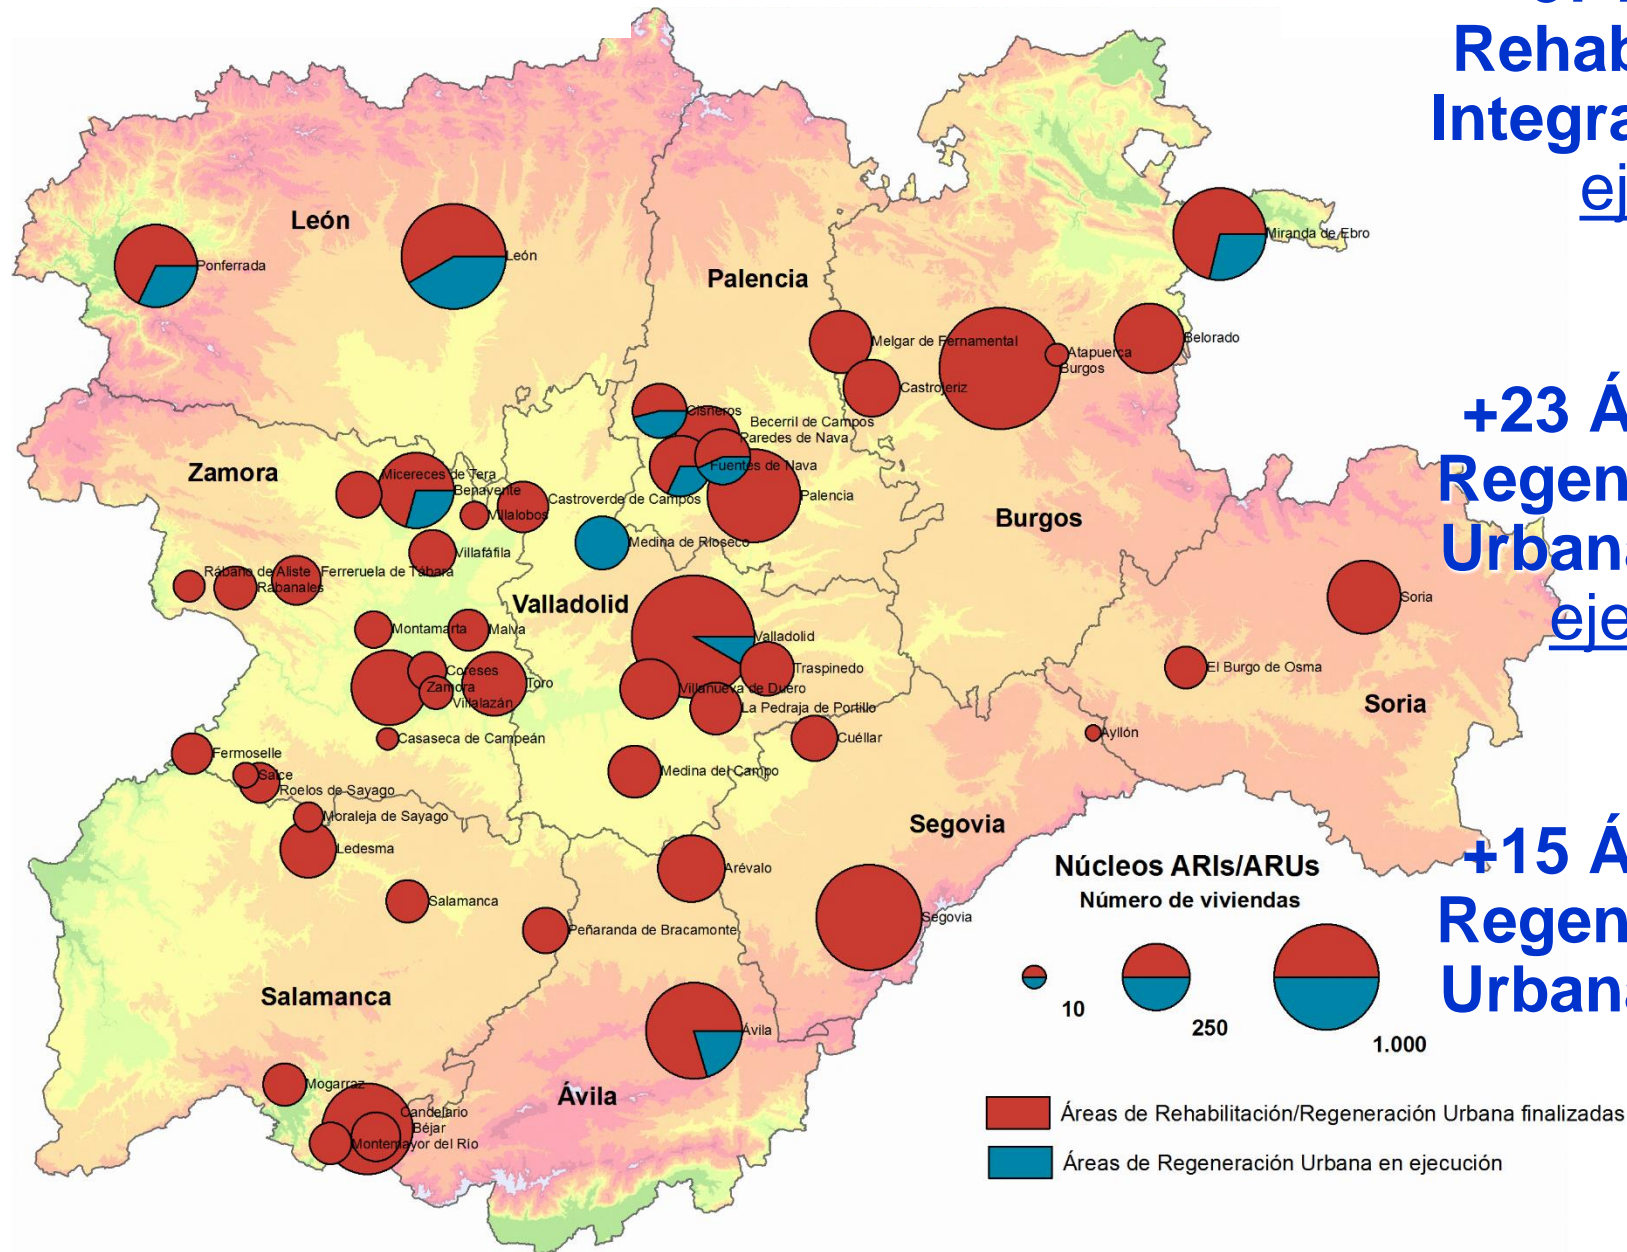 Rehab
Integra
ej
León
Ponferrada
León
Palencia
Miranda de Ebro
Melgar de Fernamental
Belorado
Atapuerca
Burgos
Castrojeriz
Cisneros
Becerril de Campos
Paredes de Nava
Fuentes de Nava
Palencia
+23 Á
Regen
Urbana
eje
Zamora
Micereces de Tera
Benavente
Villalobos
Castroverde de Campos
Medina de Rioseco
Burgos
Villafáfila
Rábano de Aliste
Rabanales
Ferreruela de Tábara
Valladolid
Soria
Montamarta
Malva
Valladolid
Traspinedo
El Burgo de Osma
Coreses
Zamora
Villalazán
Toro
Villanueva de Duero
La Pedraja de Portillo
Soria
Casaseca de Campeán
Cuéllar
Ayllón
Fermoselle
Salce
Roelos de Sayago
Medina del Campo
Moraleja de Sayago
Ledesma
Segovia
Arévalo
Salamanca
Peñaranda de Bracamonte
Segovia
Núcleos ARIs/ARUs
Número de viviendas
10
250
1.000
+15 Á
Regen
Urbana
Salamanca
Ávila
Ávila
Mogarraz
Candelario
Béjar
Montemayor del Río
Áreas de Rehabilitación/Regeneración Urbana finalizadas
Áreas de Regeneración Urbana en ejecución